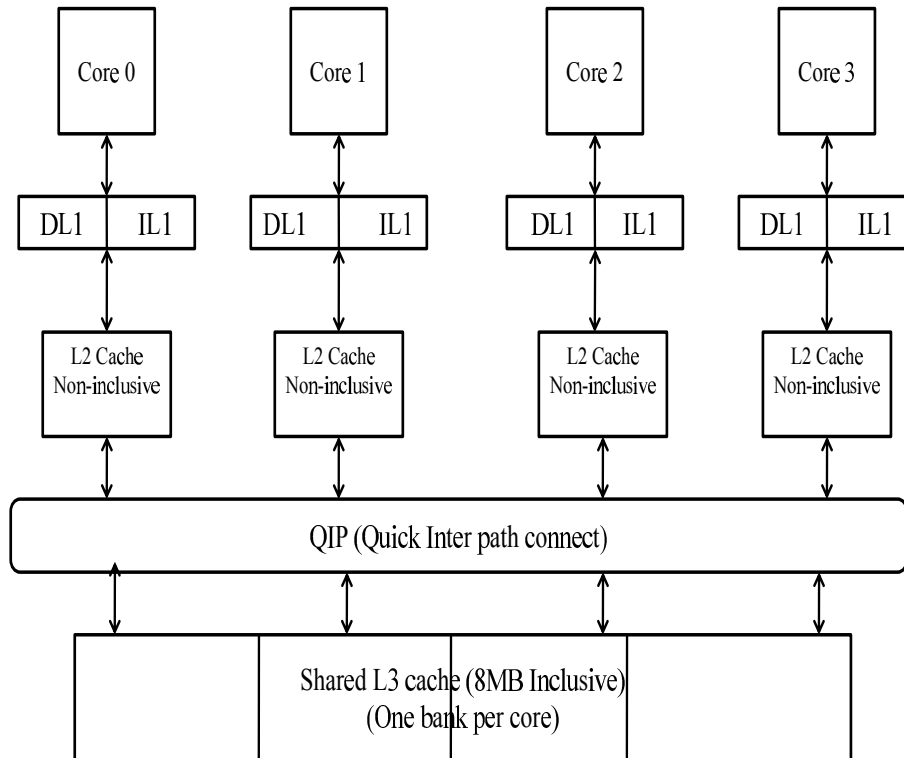 Core 0
Core 1
Core 2
Core 3
DL1
IL1
DL1
IL1
DL1
IL1
DL1
IL1
L2 Cache
Non-inclusive
L2 Cache
Non-inclusive
L2 Cache
Non-inclusive
L2 Cache
Non-inclusive
QIP (Quick Inter path connect)
Shared L3 cache (8MB Inclusive)
(One bank per core)